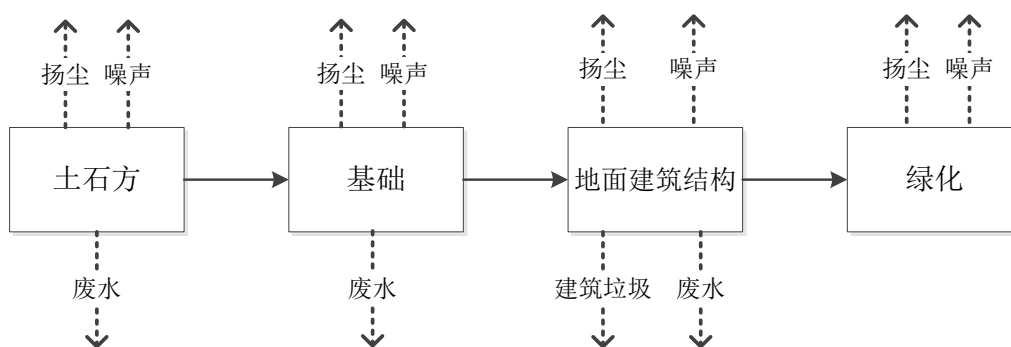 扬尘 噪声 扬尘 噪声 扬尘 噪声 扬尘 噪声
土石方 基础 地面建筑结构 绿化
废水 废水 建筑垃圾 废水